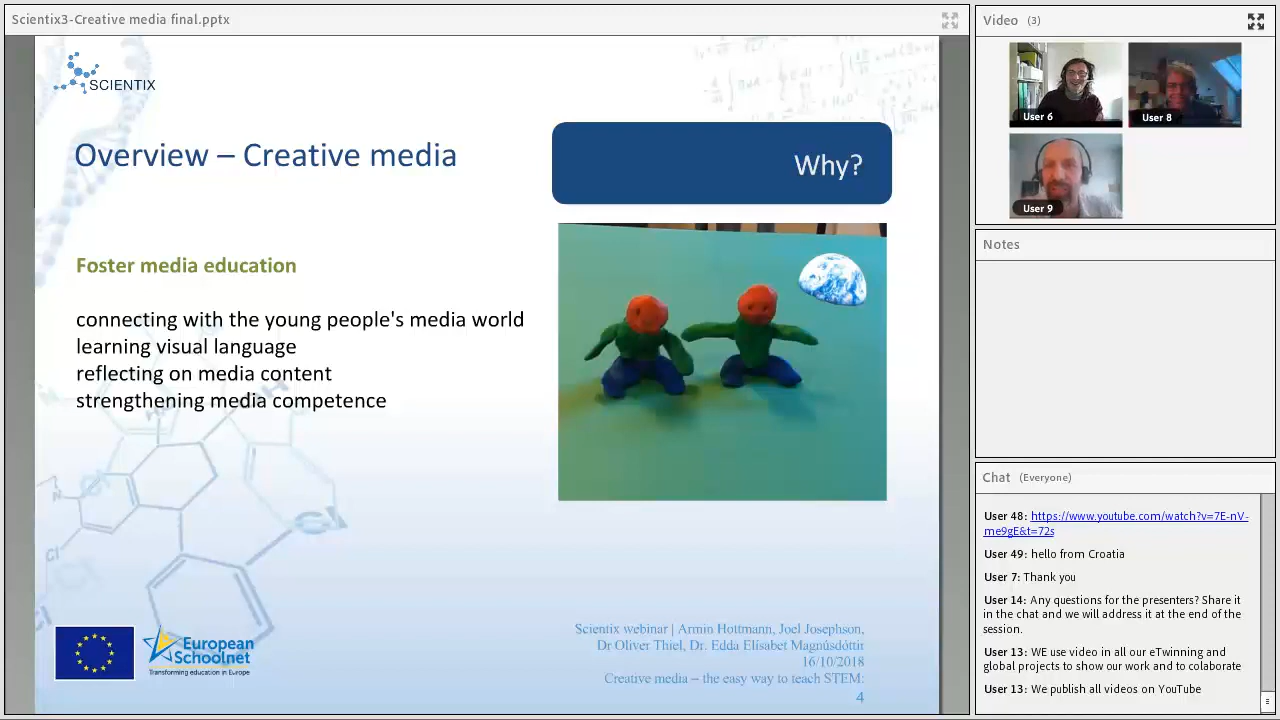 Scientix3-Creative media final.pptx
SCIENTIX
Overview – Creative media
Why?
Foster media education
connecting with the young people's media world
learning visual language
reflecting on media content
strengthening media competence
European
Schoolnet
Transforming education in Europe
Scientix webinar | Armin Hottmann, Joel Josephson,
Dr Oliver Thiel, Dr. Edda Elísabet Magnúsdóttir
16/10/2018
Creative media – the easy way to teach STEM:
4
Video (3)
User 6
User 8
User 9
Notes
Chat (Everyone)
User 48: https://www.youtube.com/watch?v=7E-nV-
me9gE&t=72s
User 49: hello from Croatia
User 7: Thank you
User 14: Any questions for the presenters? Share it
in the chat and we will address it at the end of the
session.
User 13: WE use video in all our eTwinning and
global projects to show our work and to colaborate
User 13: We publish all videos on YouTube